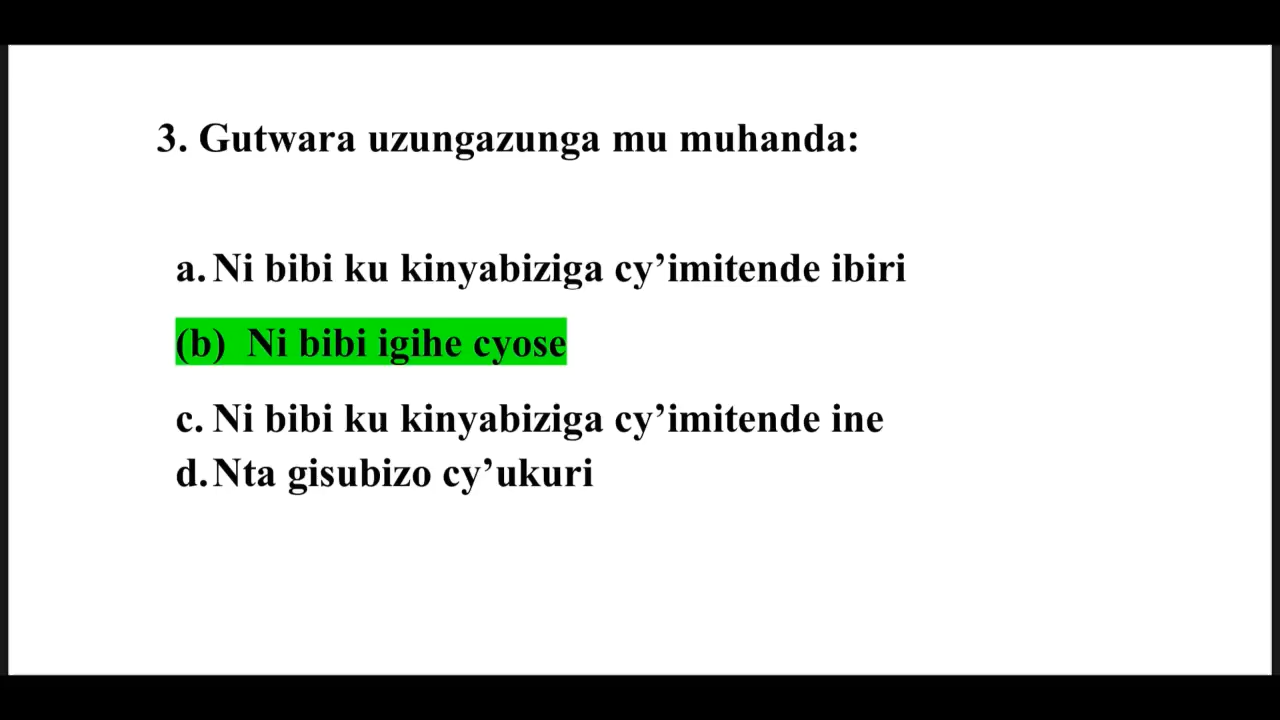 3. Gutwara uzungazunga mu muhanda:
a. Ni bibi ku kinyabiziga cy’imitende ibiri
(b) Ni bibi igihe cyose
c. Ni bibi ku kinyabiziga cy’imitende ine
d. Nta gisubizo cy’ukuri